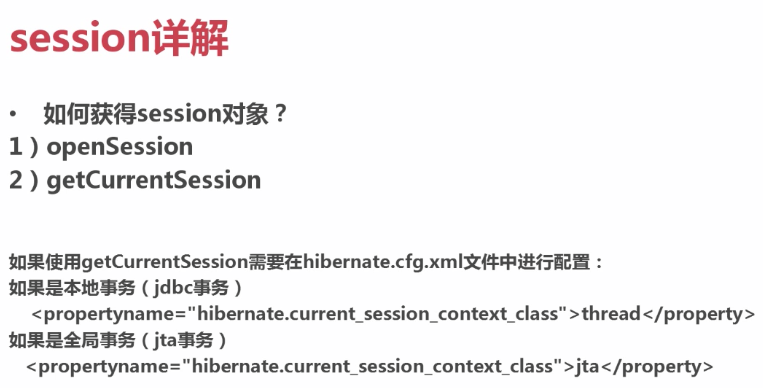 session详解
• 如何获得session对象？
1）openSession
2）getCurrentSession
如果使用getCurrentSession需要在hibernate.cfg.xml文件中进行配置：
如果是本地事务（jdbc事务）
<propertyname="hibernate.current_session_context_class">thread</property>
如果是全局事务（jta事务）
<propertyname="hibernate.current_session_context_class">jta</property>